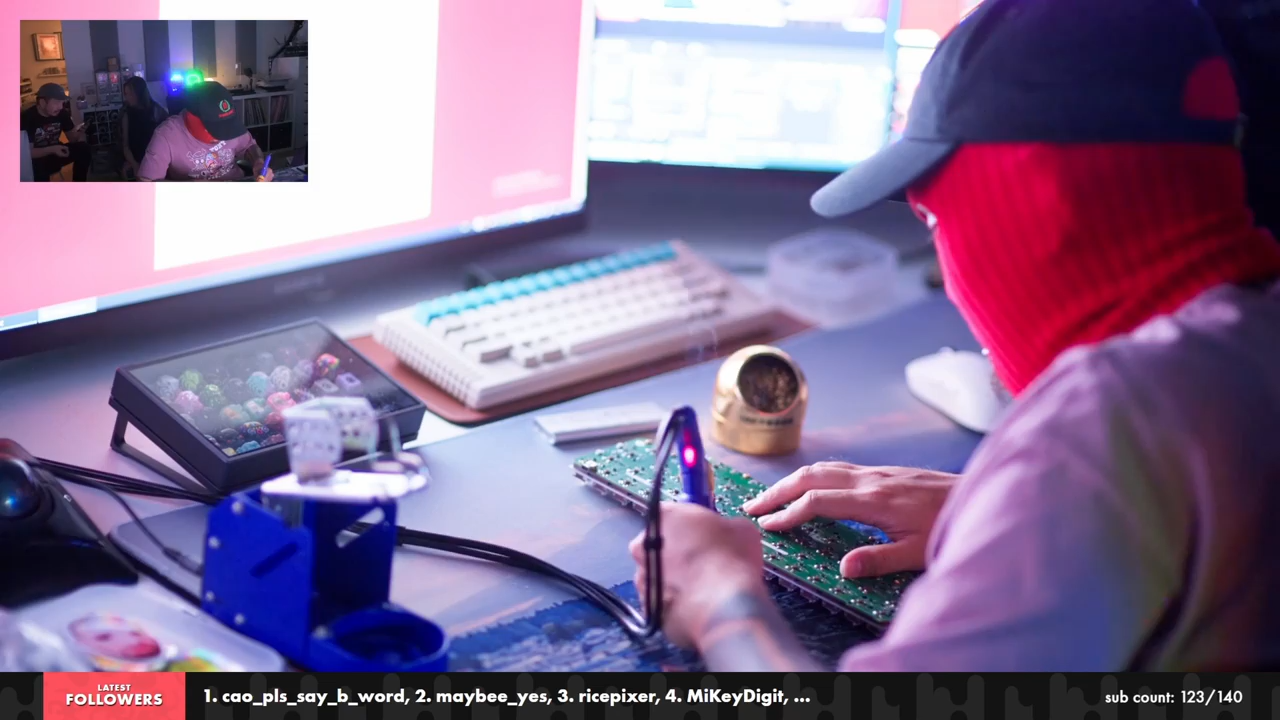 LATEST
FOLLOWERS
1. cao_pls_say_b_word, 2. maybee_yes, 3. ricepixer, 4. MiKeyDigit, ...
sub count: 123/140